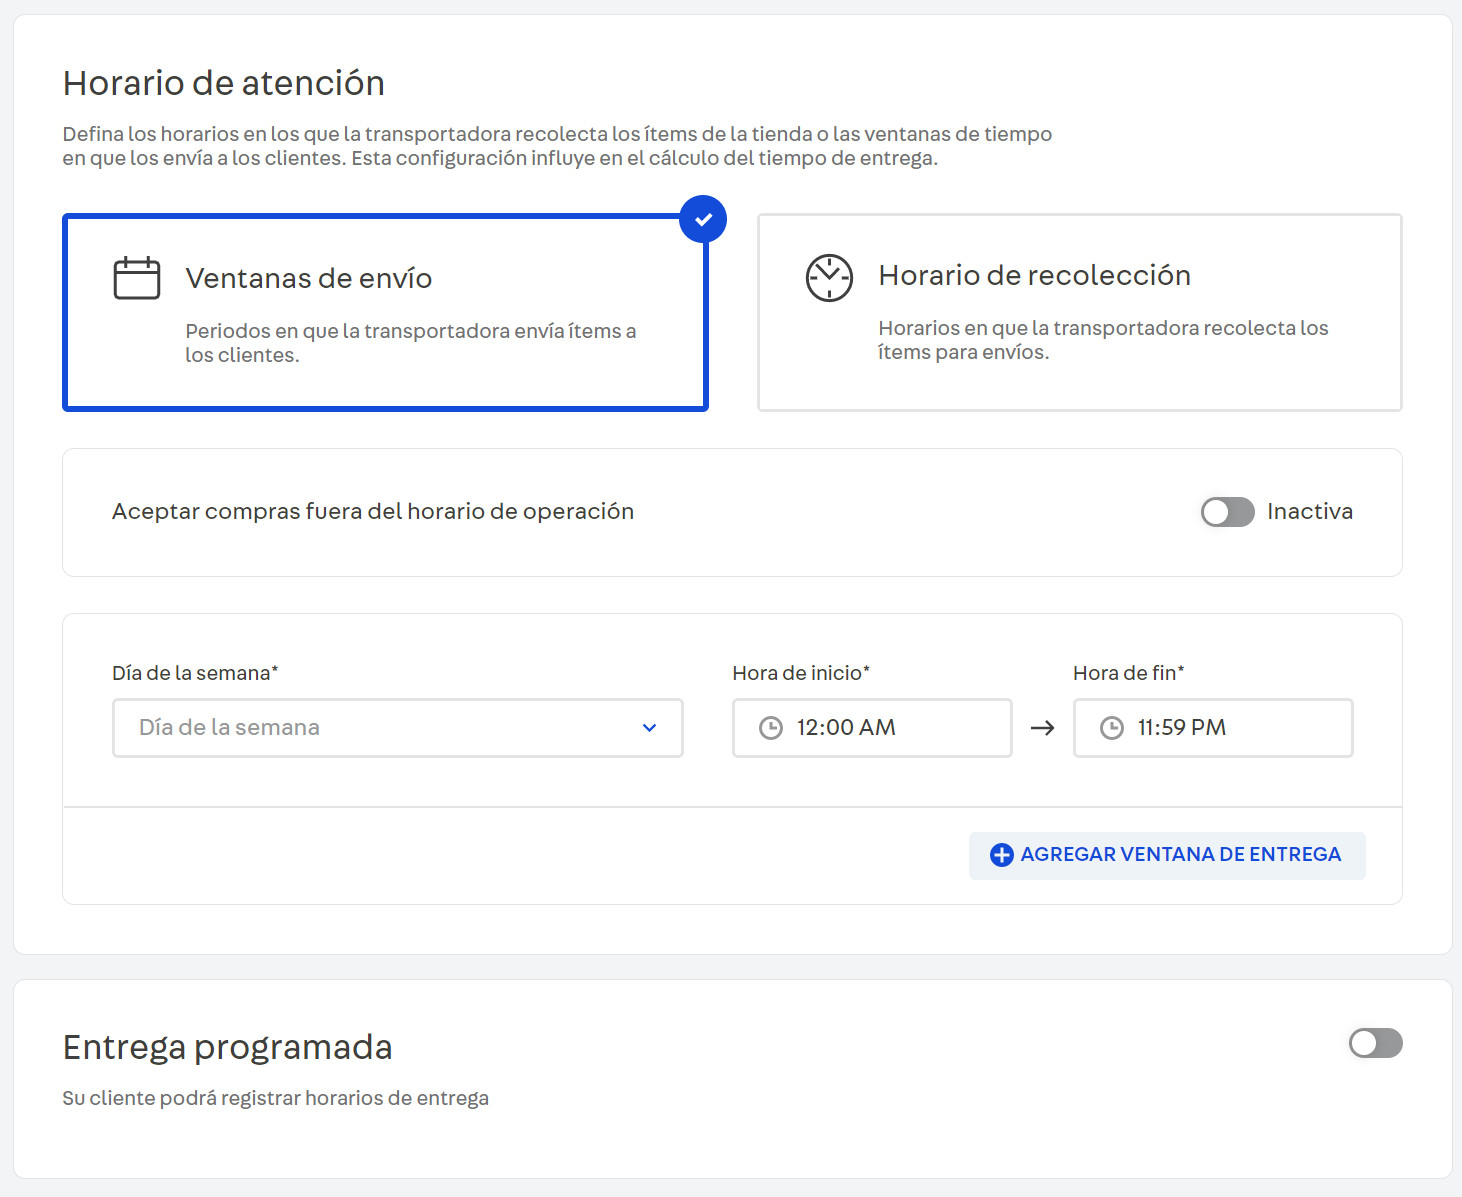 Horario de atención
Defina los horarios en los que la transportadora recolecta los ítems de la tienda o las ventanas de tiempo
en que los envía a los clientes. Esta configuración influye en el cálculo del tiempo de entrega.
Ventanas de envío
Periodos en que la transportadora envía ítems a
los clientes.
Horario de recolección
Horarios en que la transportadora recolecta los
ítems para envíos.
Aceptar compras fuera del horario de operación
Inactiva
Día de la semana*
Hora de inicio*
Hora de fin*
Día de la semana
12:00 AM
11:59 PM
AGREGAR VENTANA DE ENTREGA
Entrega programada
Su cliente podrá registrar horarios de entrega